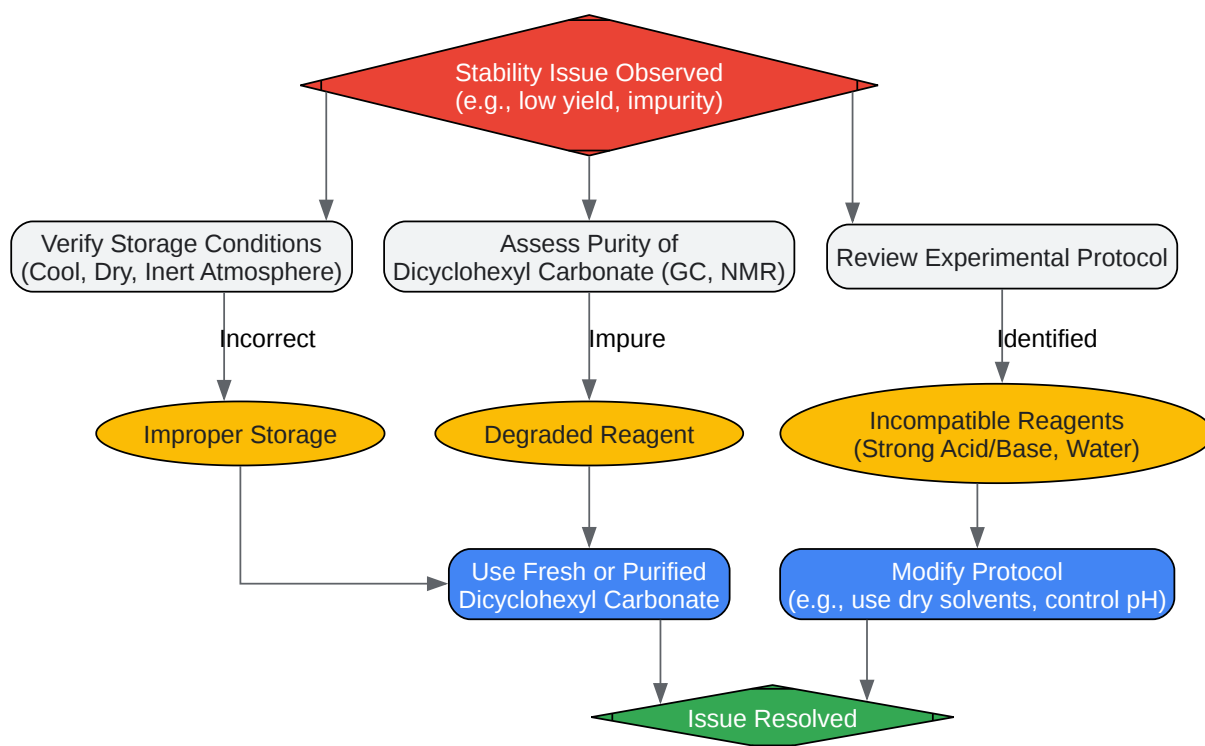 Stability Issue Observed
(e.g., low yield, impurity)
Verify Storage Conditions
(Cool, Dry, Inert Atmosphere)
Assess Purity of
Dicyclohexyl Carbonate (GC, NMR)
Review Experimental Protocol
Incorrect
Impure
Identified
Improper Storage
Degraded Reagent
Incompatible Reagents
(Strong Acid/Base, Water)
Use Fresh or Purified
Dicyclohexyl Carbonate
Modify Protocol
(e.g., use dry solvents, control pH)
Issue Resolved